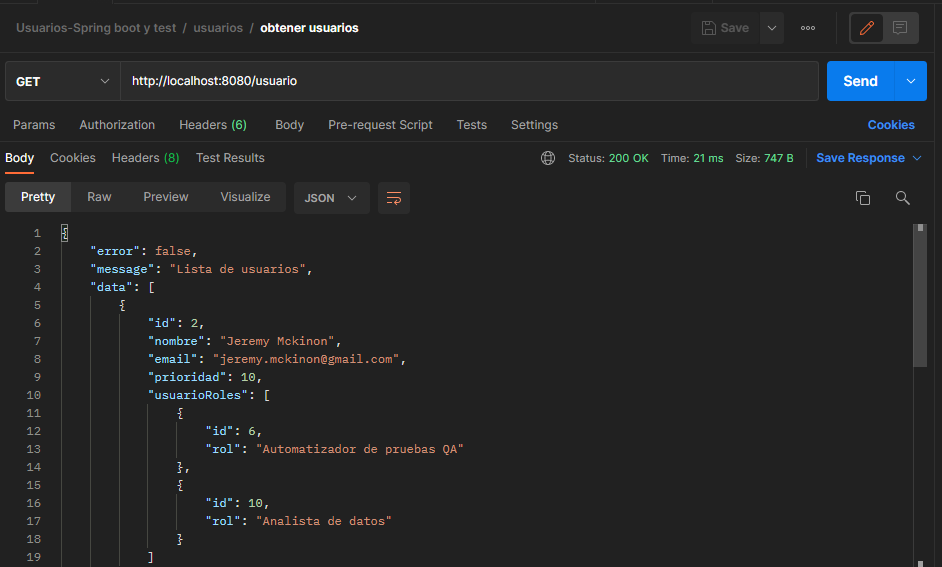 Usuarios-Spring boot y test / usuarios / obtener usuarios
Save
GET http://localhost:8080/usuario Send
Params Authorization Headers (6) Body Pre-request Script Tests Settings Cookies
Body Cookies Headers (8) Test Results Status: 200 OK Time: 21 ms Size: 747 B Save Response
Pretty Raw Preview Visualize JSON
1 {
2 "error": false,
3 "message": "Lista de usuarios",
4 "data": [
5 {
6 "id": 2,
7 "nombre": "Jeremy Mckinon",
8 "email": "jeremy.mckinon@gmail.com",
9 "prioridad": 10,
10 "usuarioRoles": [
11 {
12 "id": 6,
13 "rol": "Automatizador de pruebas QA"
14 },
15 {
16 "id": 10,
17 "rol": "Analista de datos"
18 }
19 ]